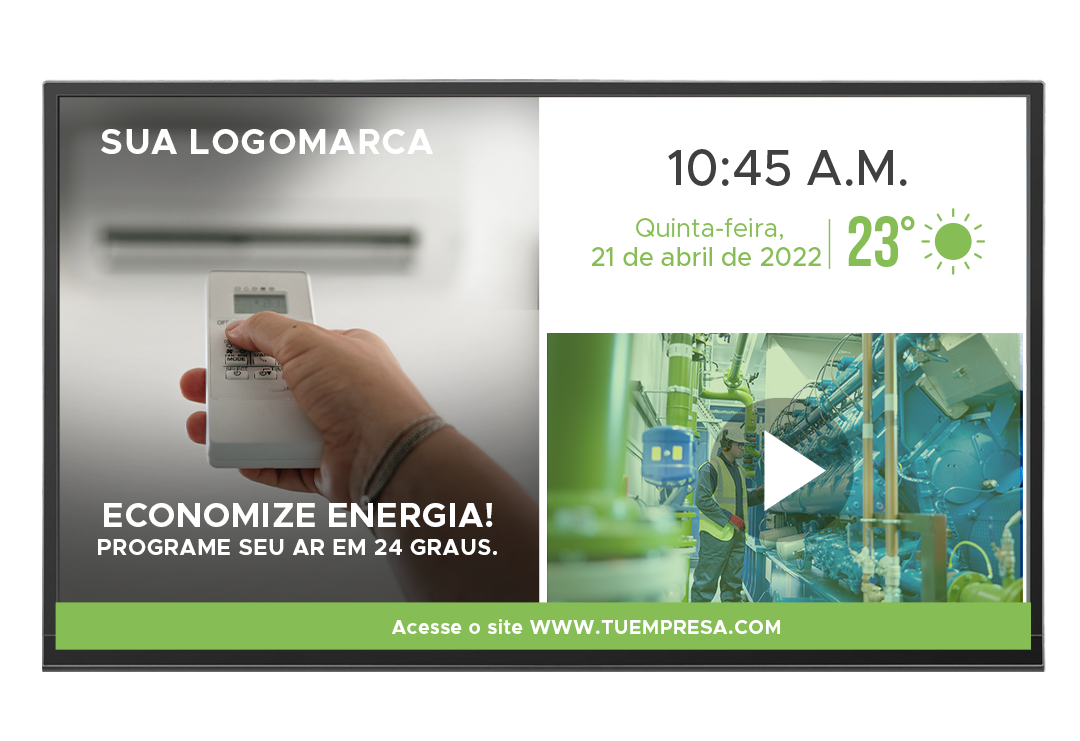 SUA LOGOMARCA
10:45 A.M.
Quinta-feira,
21 de abril de 2022
23°
MODE
ECONOMIZE ENERGIA!
PROGRAME SEU AR EM 24 GRAUS.
Acesse o site WWW.TUEMPRESA.COM